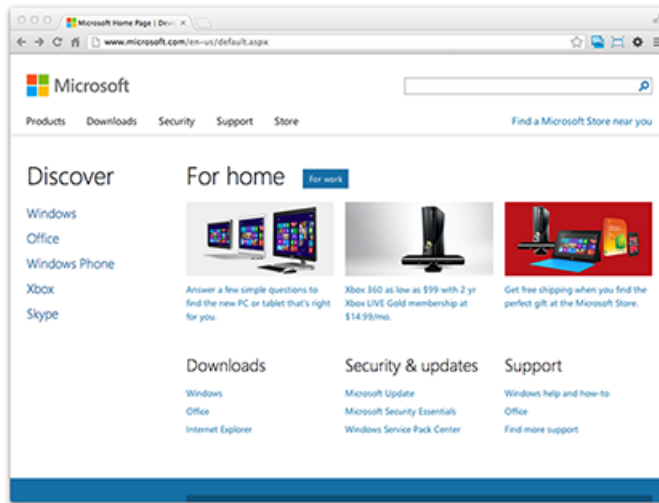 Microsoft Home Page | Devic
www.microsoft.com/en-us/default.aspx
Microsoft
Products Downloads Security Support Store Find a Microsoft Store near you
Discover
Windows
Office
Windows Phone
Xbox
Skype
For home For work
Answer a few simple questions to
find the new PC or tablet that's right
for you.
Xbox 360 as low as $99 with 2 yr
Xbox LIVE Gold membership at
$14.99/mo.
Get free shipping when you find the
perfect gift at the Microsoft Store.
Downloads
Windows
Office
Internet Explorer
Security & updates
Microsoft Update
Microsoft Security Essentials
Windows Service Pack Center
Support
Windows help and how-to
Office
Find more support